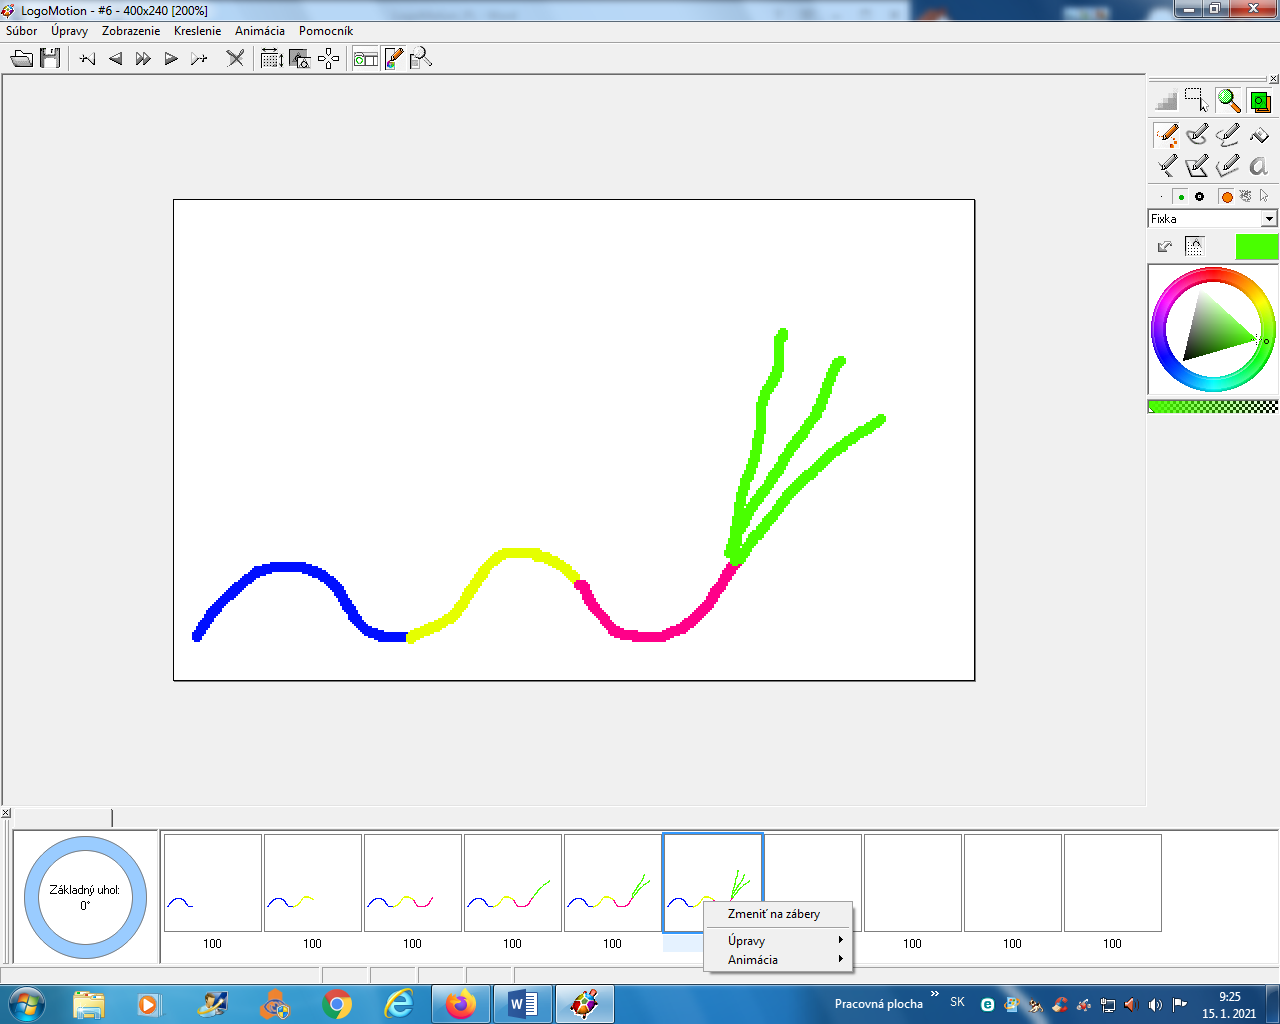 LogoMotion - #6 - 400x240 [200%]
Súbor Úpravy Zobrazenie Kreslenie Animácia Pomocník
Fixka
Základný uhol:
0°
100 100 100 100 100 100 100 100
Zmeniť na zábery
Úpravy
Animácia
Pracovná plocha » SK
9:25
15. 1. 2021